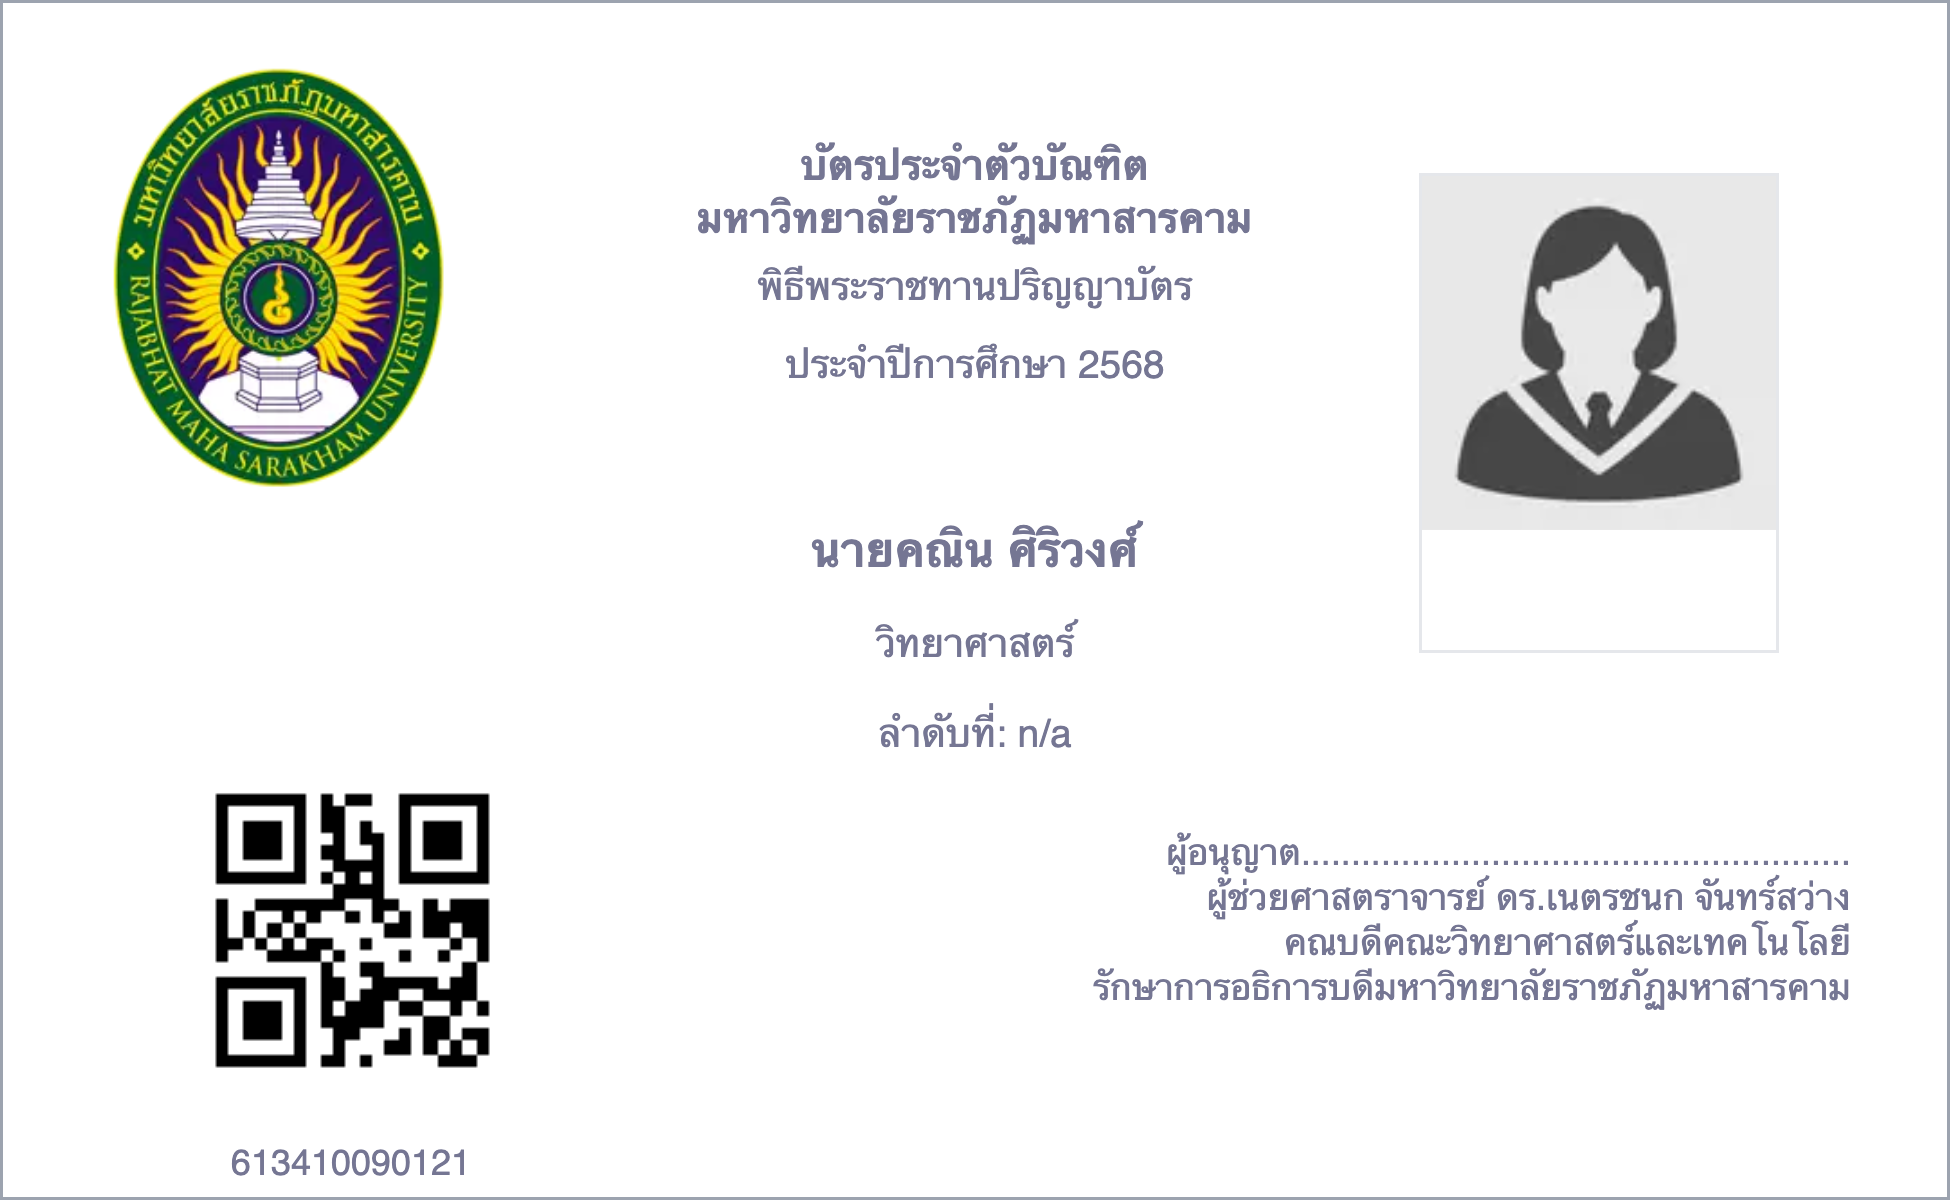 มหาวิทยาลัยราชภัฏมหาสารคาม
RAJABHAT MAHA SARAKHAM UNIVERSITY
บัตรประจำตัวบัณฑิต
มหาวิทยาลัยราชภัฏมหาสารคาม
พิธีพระราชทานปริญญาบัตร
ประจำปีการศึกษา 2568
นายคณิน ศิริวงศ์
วิทยาศาสตร์
ลำดับที่: n/a
ผู้อนุญาต.......................................................
ผู้ช่วยศาสตราจารย์ ดร.เนตรชนก จันทร์สว่าง
คณบดีคณะวิทยาศาสตร์และเทคโนโลยี
รักษาการอธิการบดีมหาวิทยาลัยราชภัฏมหาสารคาม
613410090121